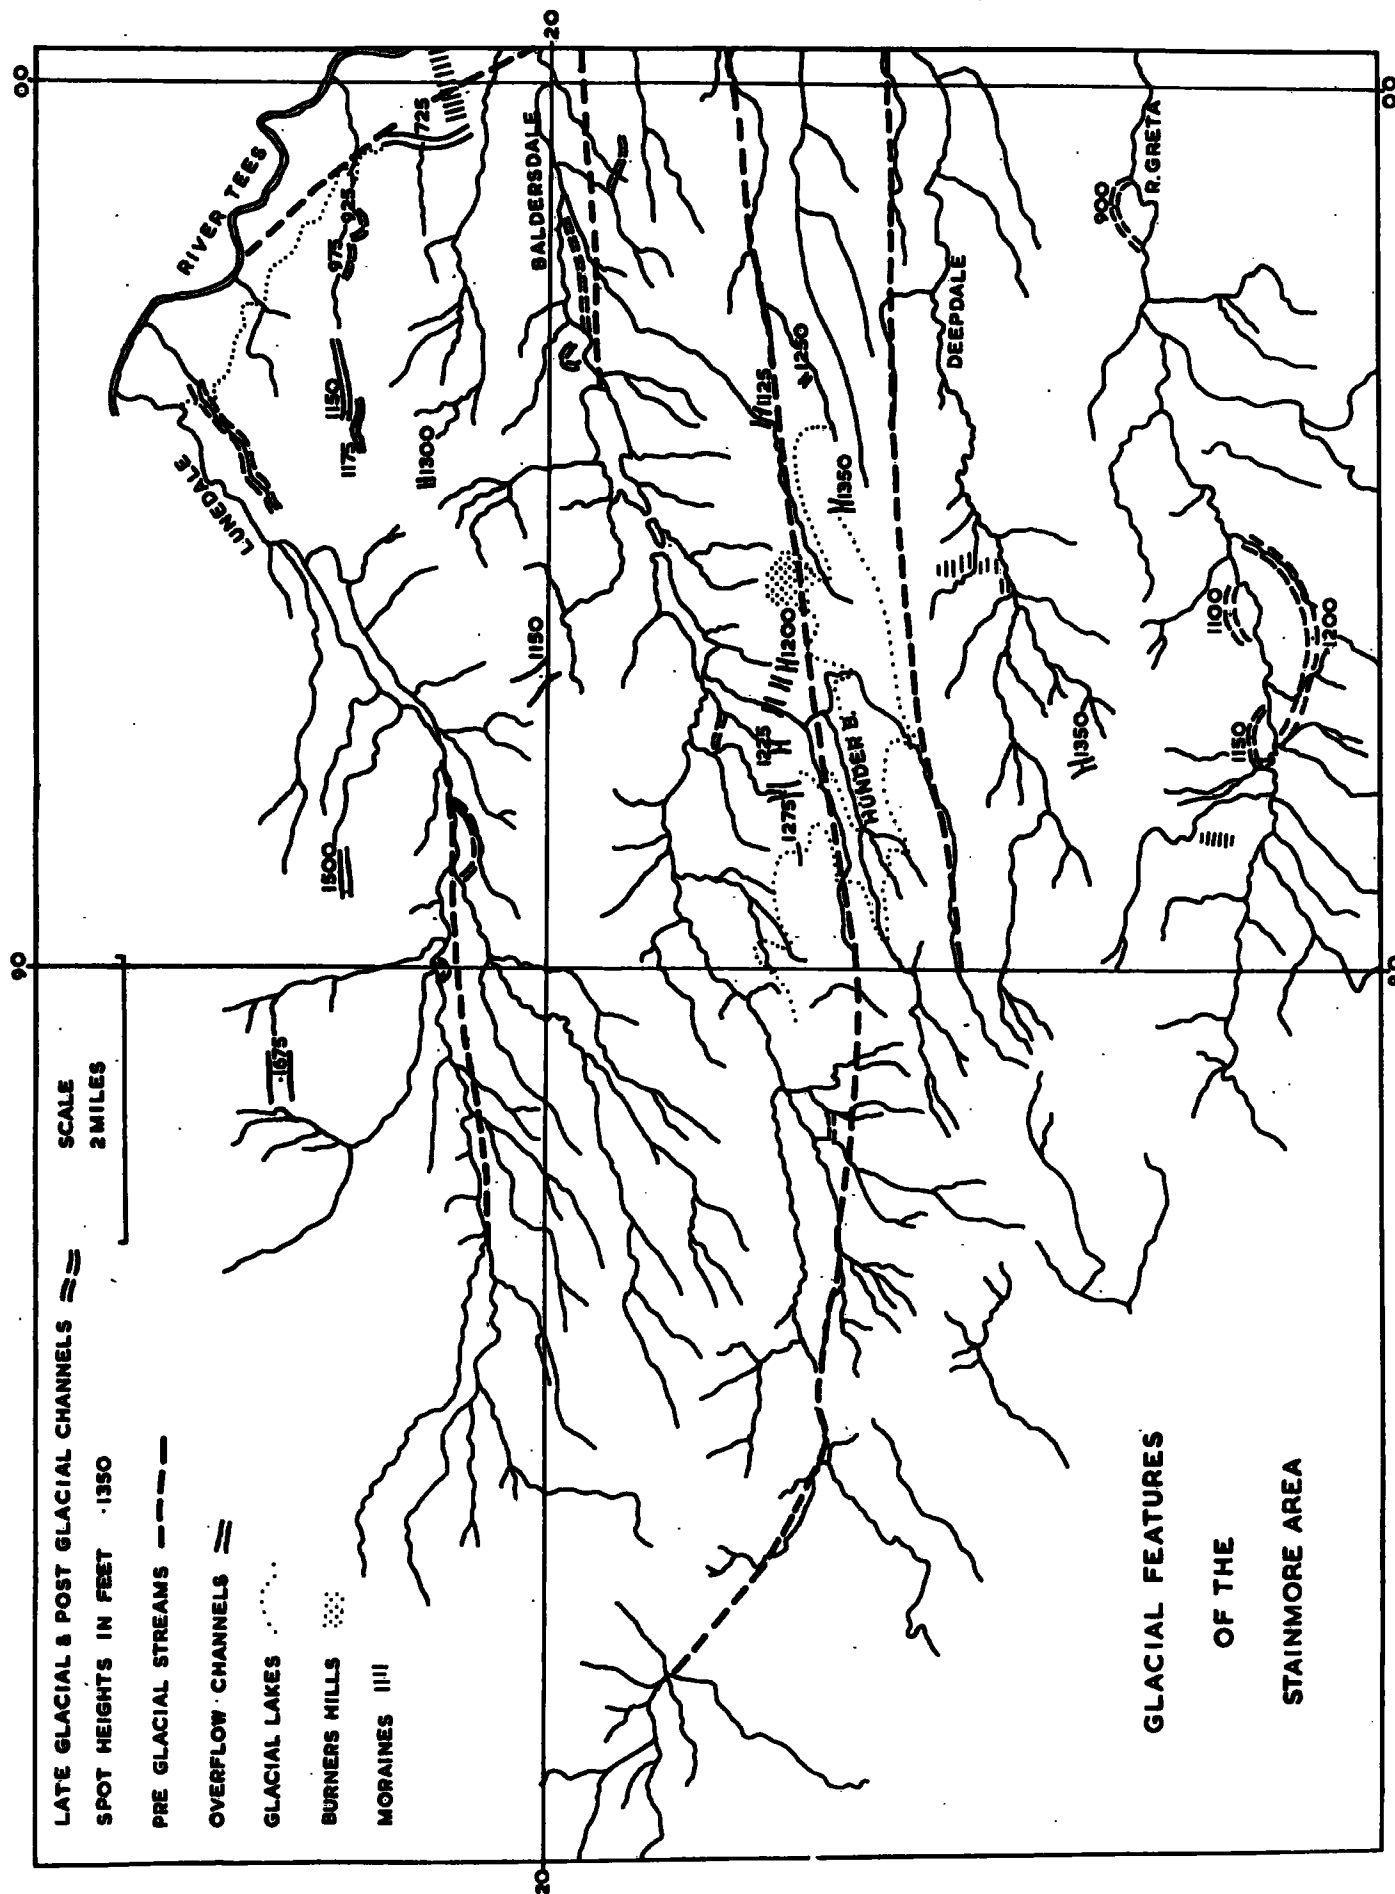 LATE GLACIAL & POST GLACIAL CHANNELS
SPOT HEIGHTS IN FEET ·1350
PRE GLACIAL STREAMS
OVERFLOW CHANNELS
GLACIAL LAKES
BURNERS HILLS
MORAINES
SCALE
2 MILES
90
00
20
20
90
00
RIVER TEES
LUNEDALE
BALDERSDALE
HUNDER B.
DEEPDALE
R. GRETA
·1675
1500
1175
1150
975
925
725
1300
1150
1275
1225
1200
1125
1250
1350
1350
900
1100
1150
1200
GLACIAL FEATURES
OF THE
STAINMORE AREA